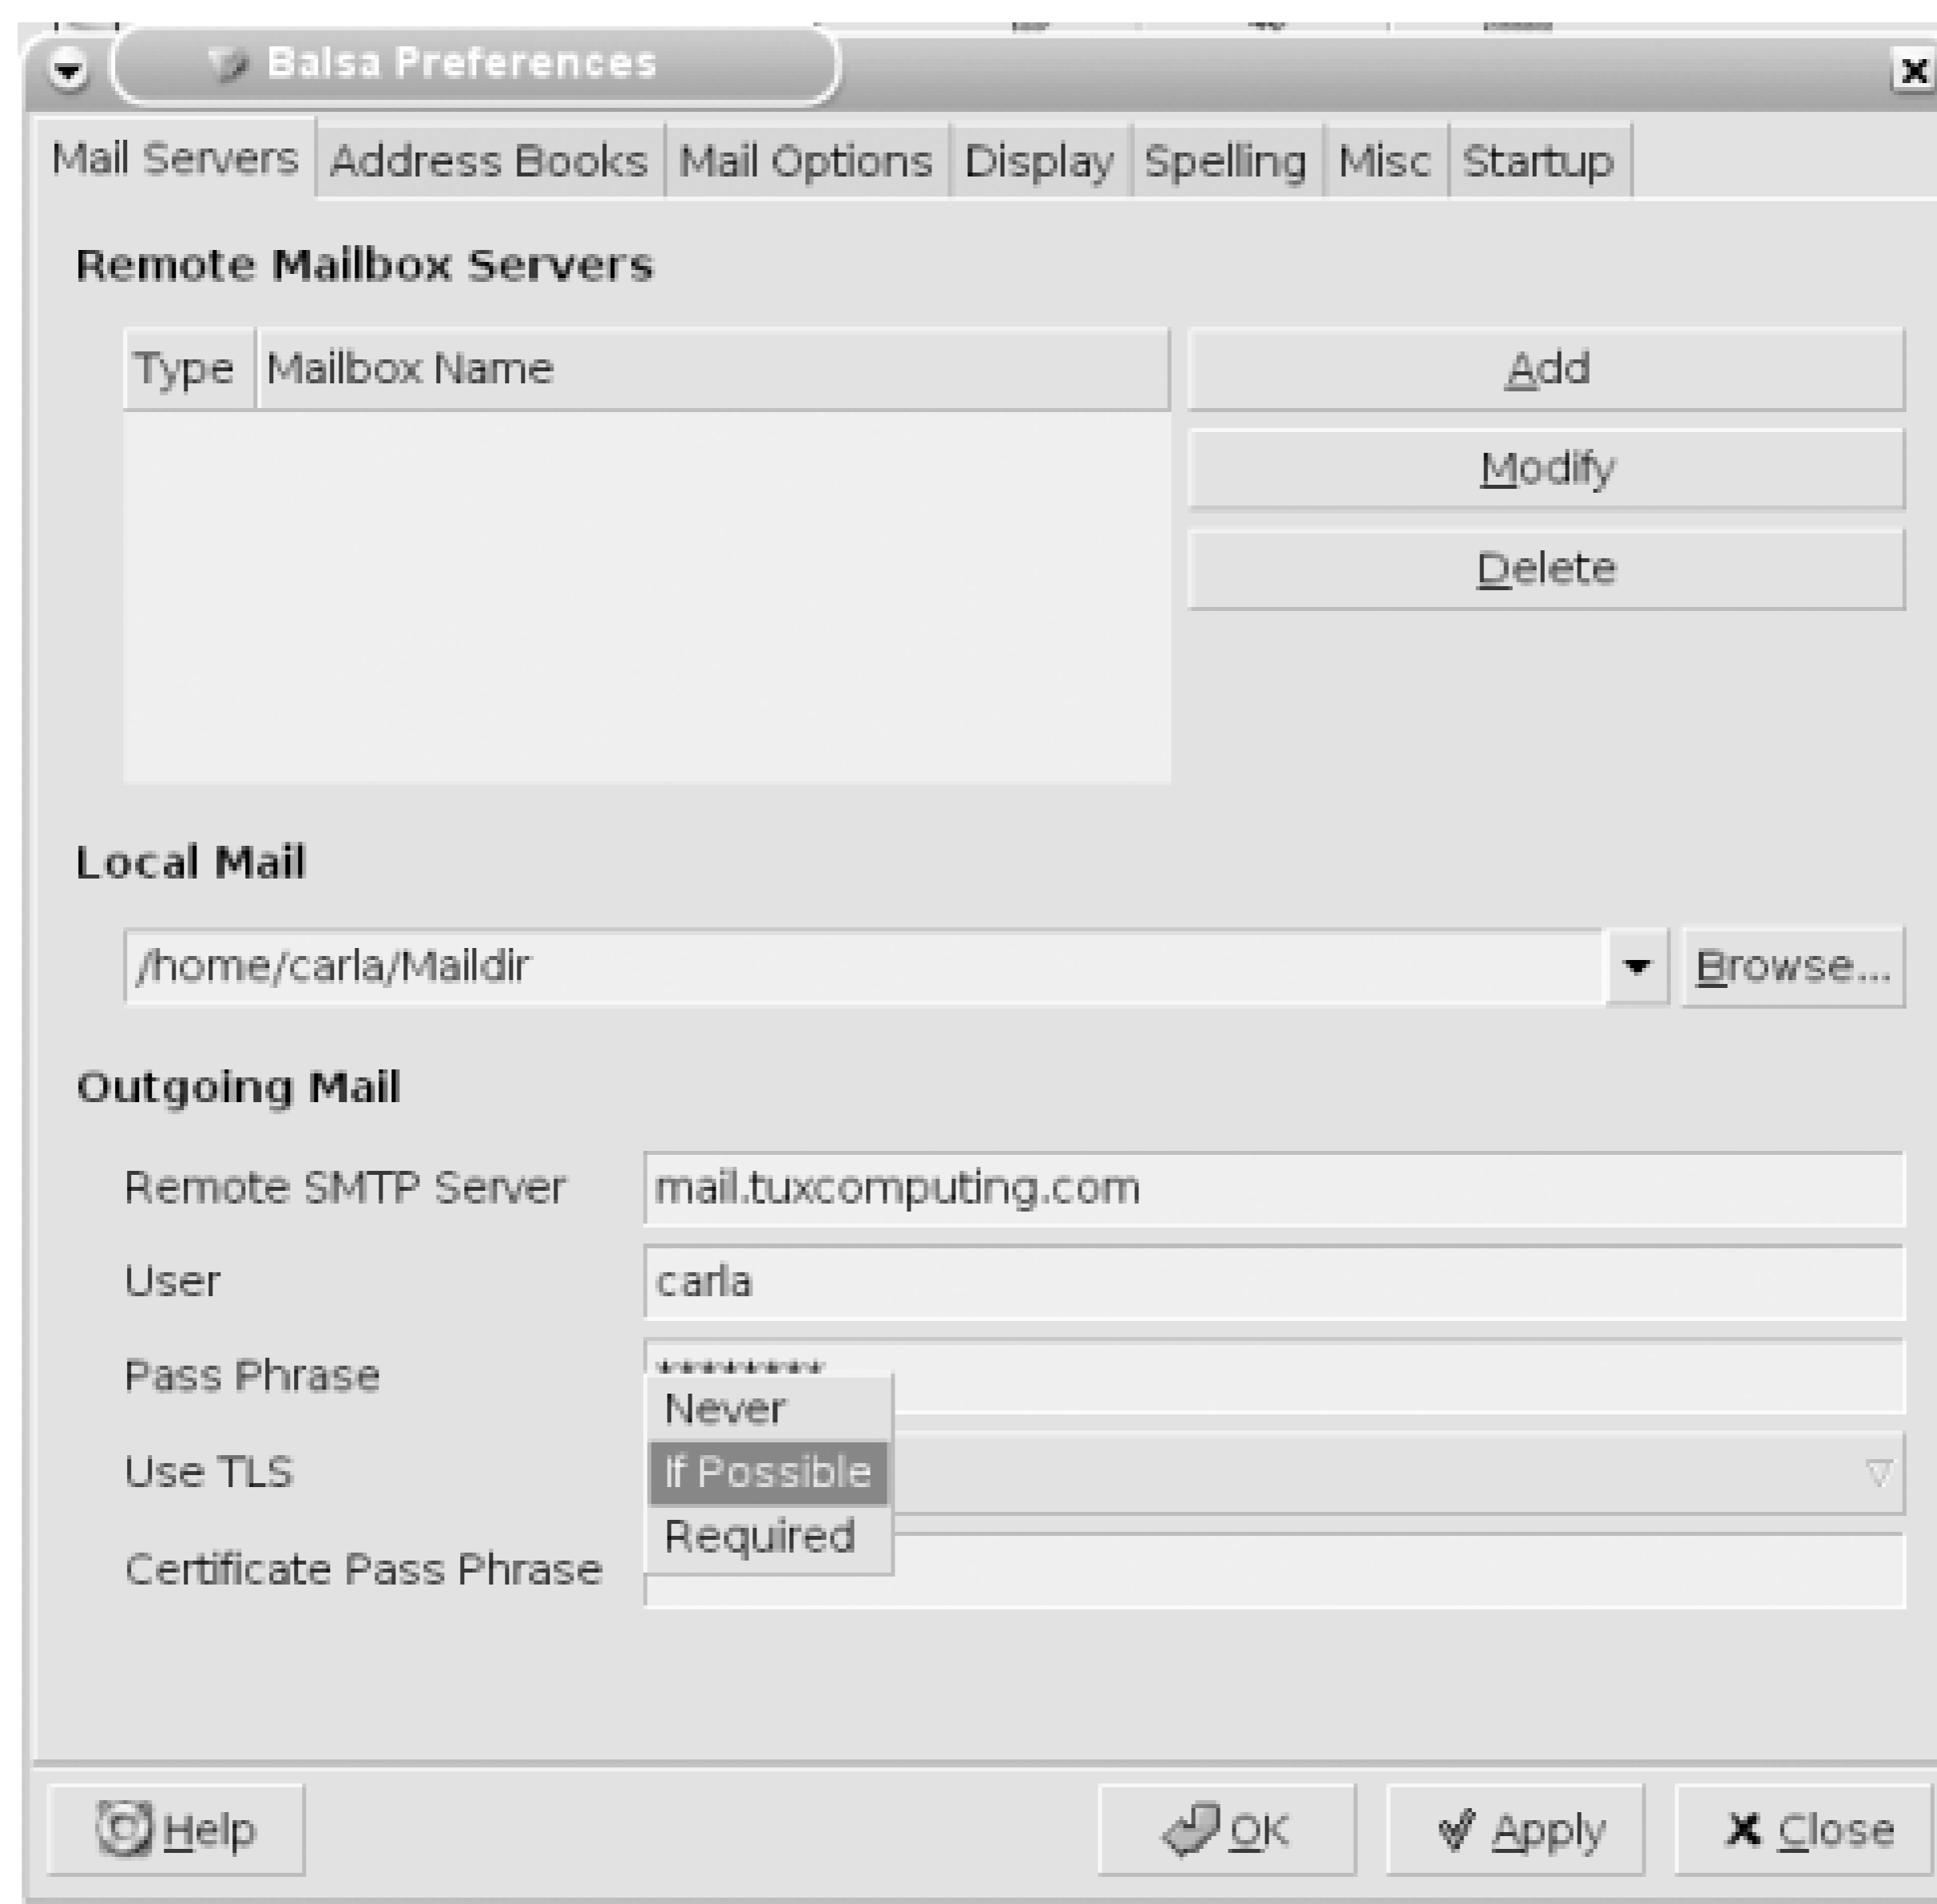 Balsa Preferences
Mail Servers Address Books Mail Options Display Spelling Misc Startup
Remote Mailbox Servers
Type Mailbox Name Add
Modify
Delete
Local Mail
/home/carla/Maildir Browse...
Outgoing Mail
Remote SMTP Server mail.tuxcomputing.com
User carla
Pass Phrase ********
Never
Use TLS If Possible
Required
Certificate Pass Phrase
Help OK Apply Close